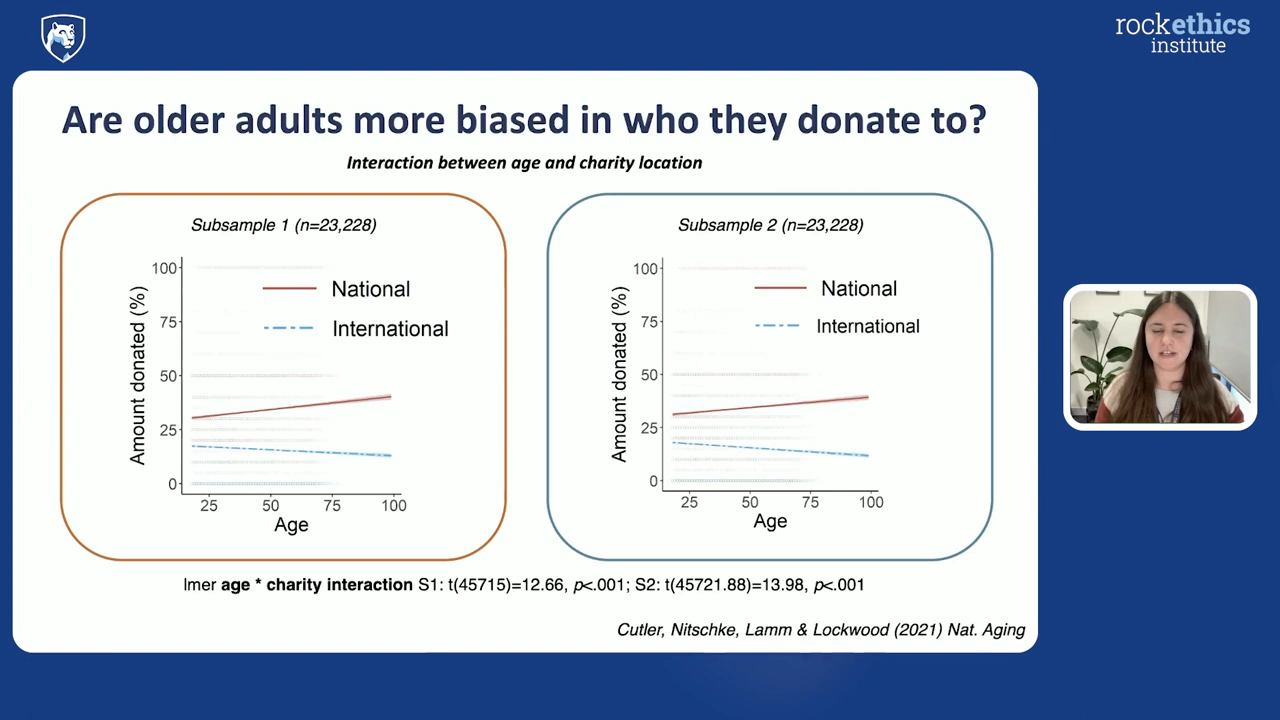 rockethics
institute
Are older adults more biased in who they donate to?
Interaction between age and charity location
Subsample 1 (n=23,228)
100
75
50
25
0
Amount donated (%)
National
International
25 50 75 100
Age
Subsample 2 (n=23,228)
100
75
50
25
0
Amount donated (%)
National
International
25 50 75 100
Age
lmer age * charity interaction S1: t(45715)=12.66, p<.001; S2: t(45721.88)=13.98, p<.001
Cutler, Nitschke, Lamm & Lockwood (2021) Nat. Aging